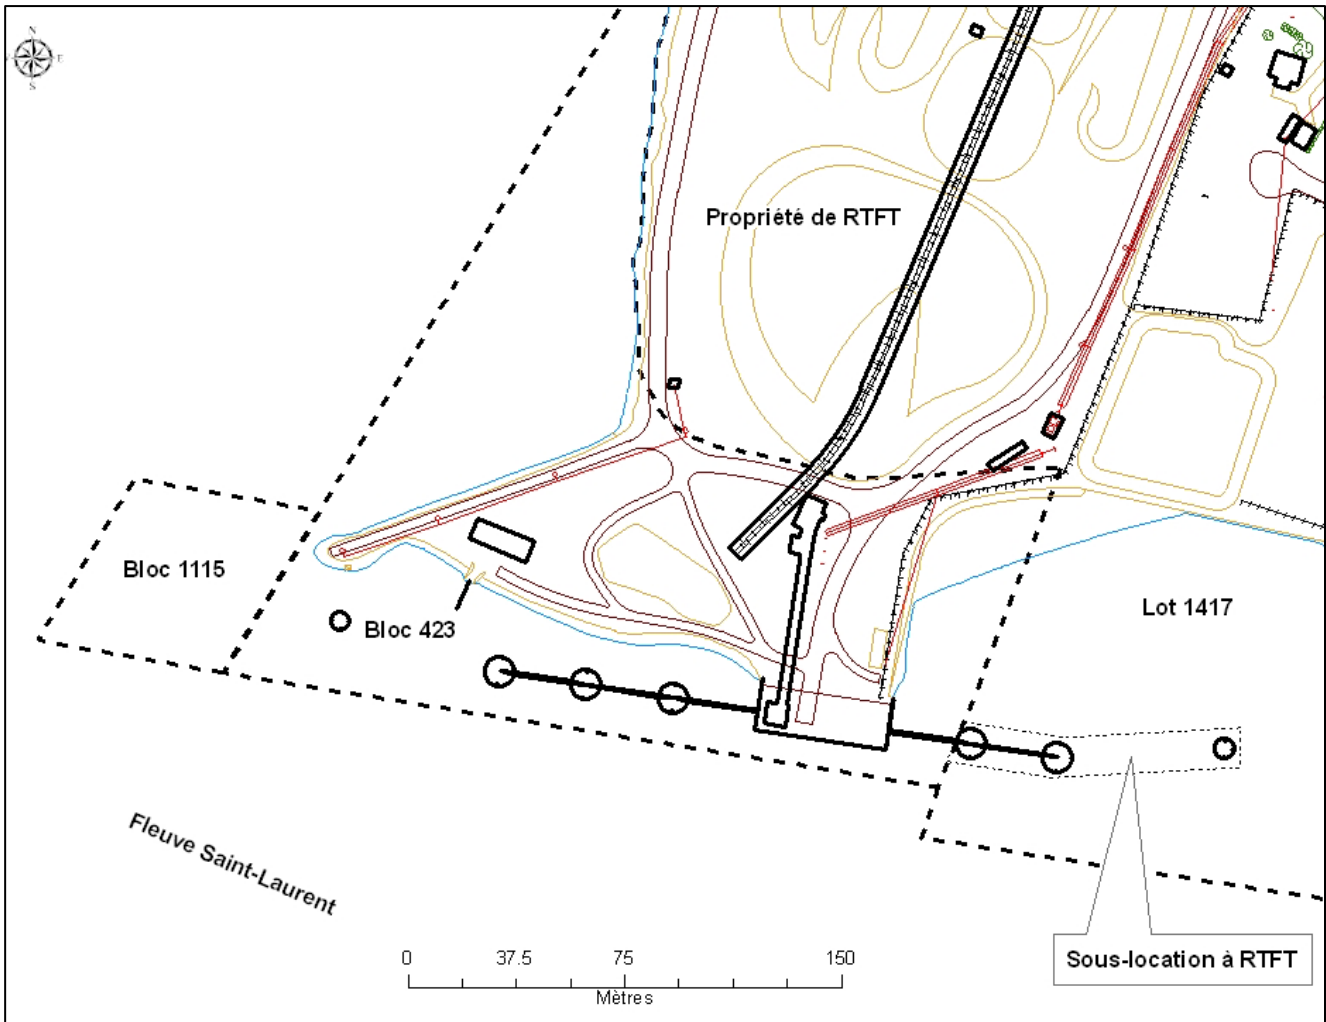 N
E
S
Propriété de RTFT
Bloc 1115
Bloc 423
Lot 1417
Fleuve Saint-Laurent
0 37.5 75 150
Mètres
Sous-location à RTFT